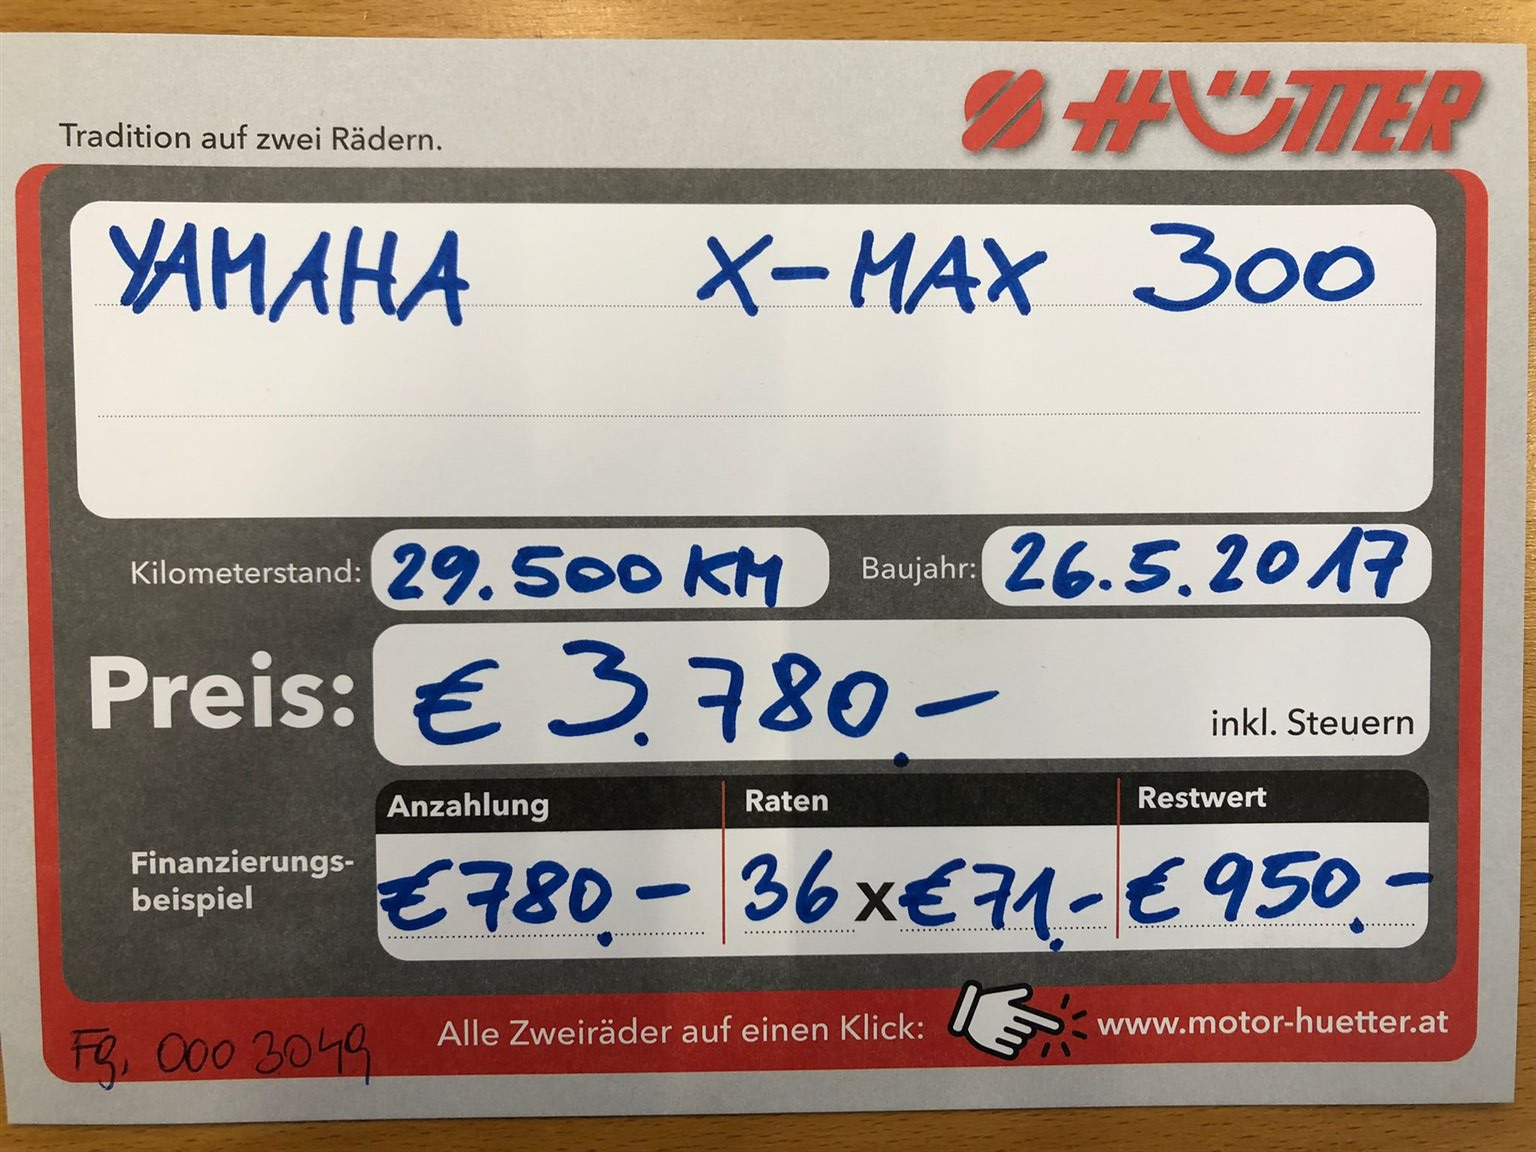 HÜTTER
Tradition auf zwei Rädern.
YAMAHA X-MAX 300
Kilometerstand: 29.500 KM Baujahr: 26.5.2017
Preis: € 3.780,- inkl. Steuern
Anzahlung Raten Restwert
Finanzierungs-
beispiel
€780,- 36 x €71,- €950,-
Alle Zweiräder auf einen Klick: www.motor-huetter.at
Fg. 0003049